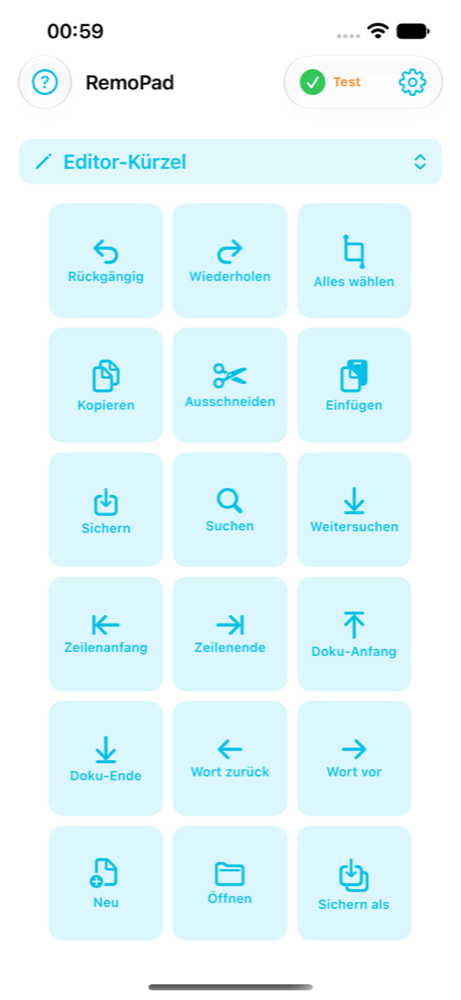 00:59
RemoPad
Test
Editor-Kürzel
Rückgängig
Wiederholen
Alles wählen
Kopieren
Ausschneiden
Einfügen
Sichern
Suchen
Weitersuchen
Zeilenanfang
Zeilenende
Doku-Anfang
Doku-Ende
Wort zurück
Wort vor
Neu
Öffnen
Sichern als